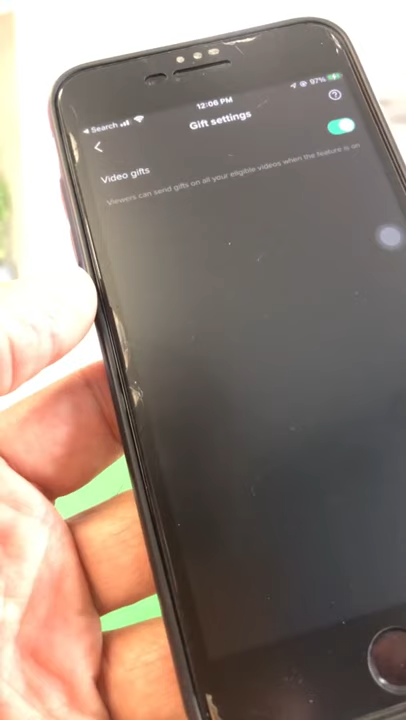 12:06 PM
Search
97%
Gift settings
Video gifts
Viewers can send gifts on all your eligible videos when the feature is on